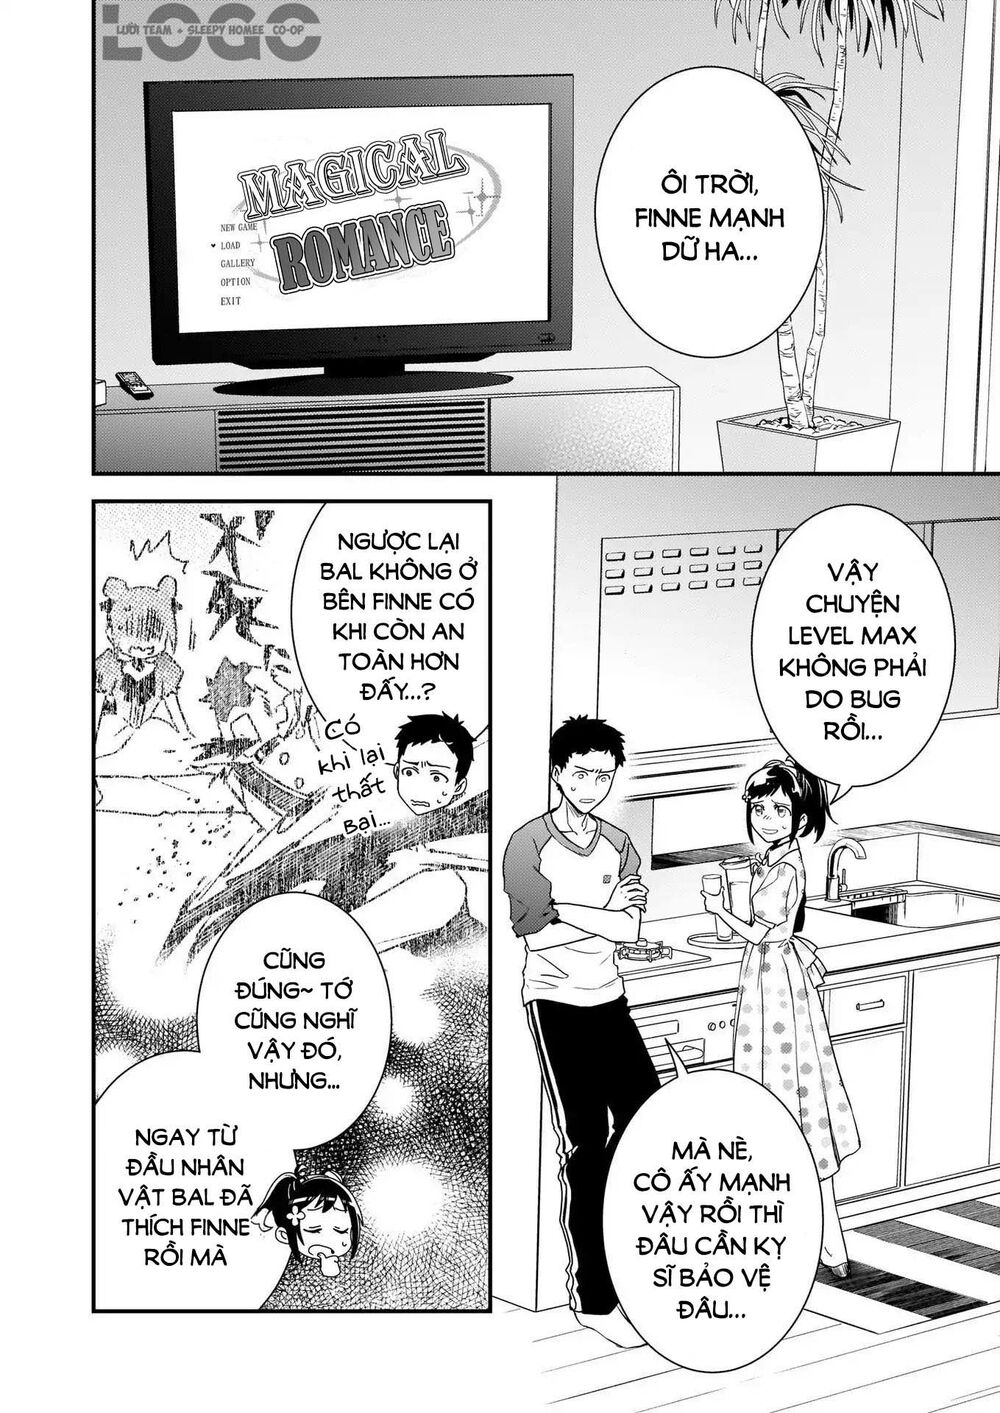 LOGO
LƯỜI TEAM + SLEEPY HOMEE CO-OP
MAGICAL
ROMANCE
NEW GAME
LOAD
GALLERY
OPTION
EXIT
ÔI TRỜI,
FINNE MẠNH
DỮ HA...
VẬY
CHUYỆN
LEVEL MAX
KHÔNG PHẢI
DO BUG
RỒI...
MÀ NÈ,
CÔ ẤY MẠNH
VẬY RỒI THÌ
ĐÂU CẦN KỴ
SĨ BẢO VỆ
ĐÂU...
NGƯỢC LẠI
BAL KHÔNG Ở
BÊN FINNE CÓ
KHI CÒN AN
TOÀN HƠN
ĐẤY...?
Có
khi lại
thất
bại...
CŨNG
ĐÚNG~ TỚ
CŨNG NGHĨ
VẬY ĐÓ,
NHƯNG...
NGAY TỪ
ĐẦU NHÂN
VẬT BAL ĐÃ
THÍCH FINNE
RỒI MÀ